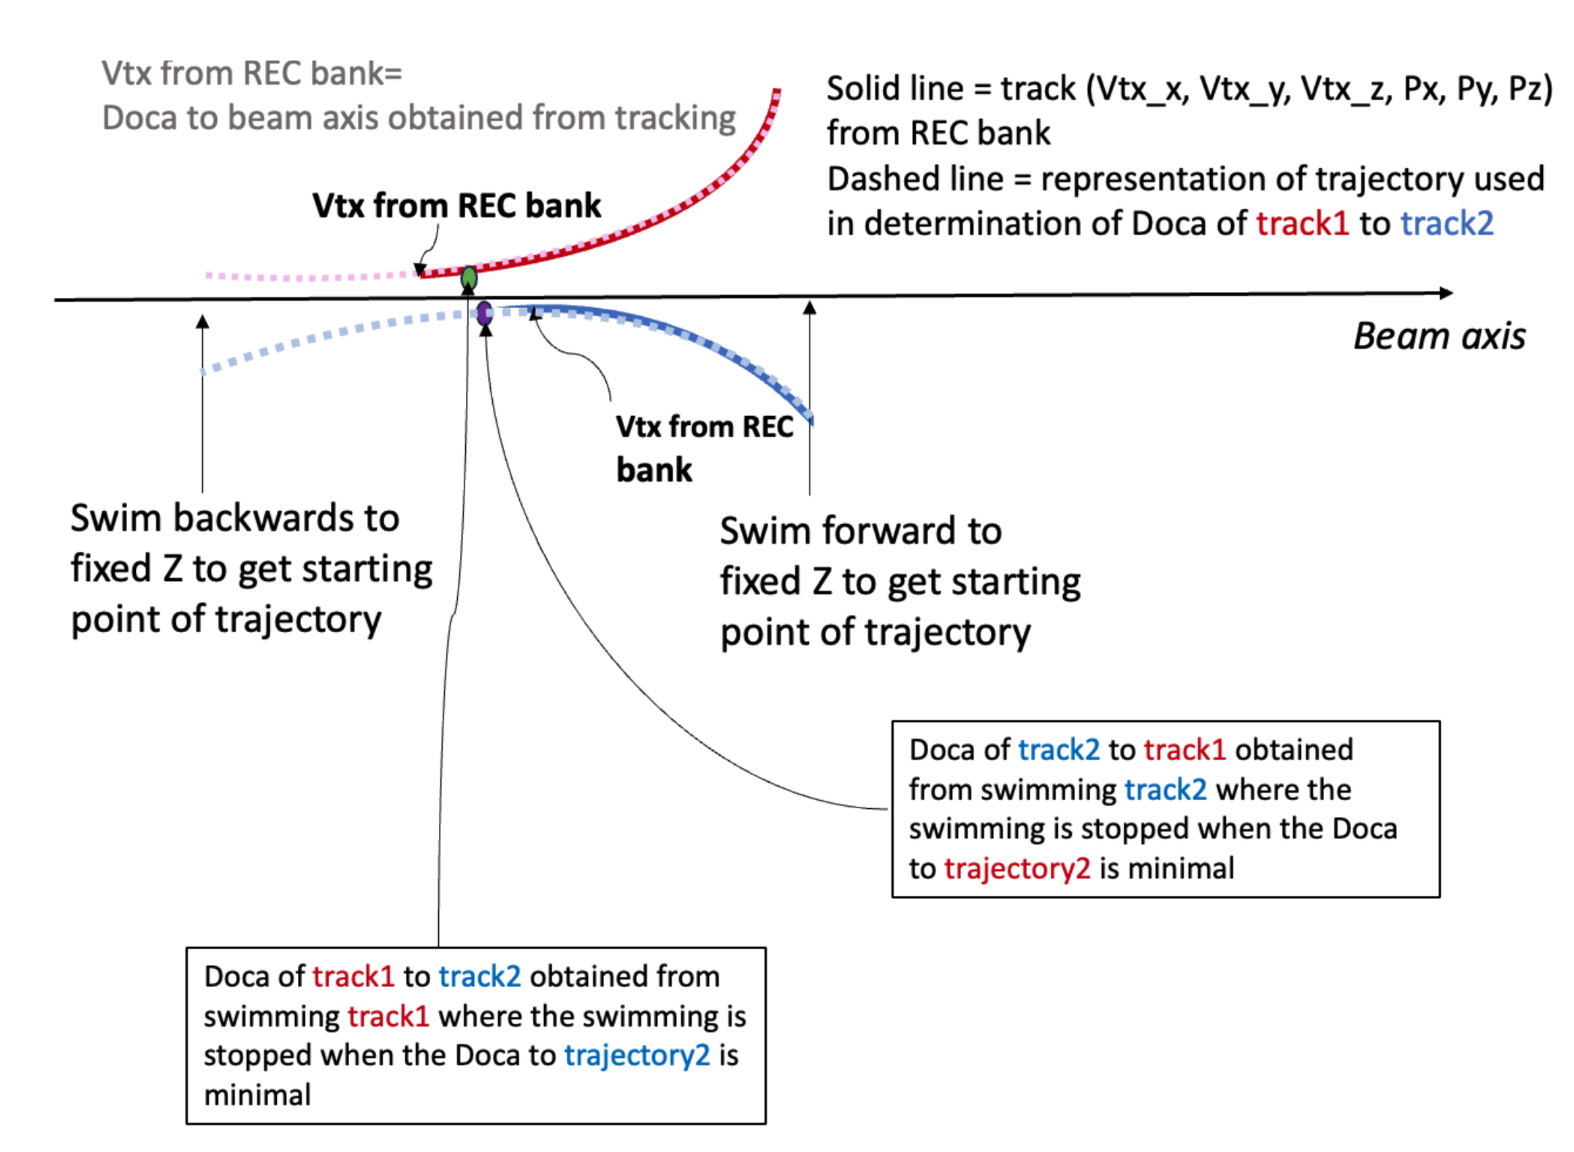 Vtx from REC bank=
Doca to beam axis obtained from tracking
Solid line = track (Vtx_x, Vtx_y, Vtx_z, Px, Py, Pz)
from REC bank
Dashed line = representation of trajectory used
in determination of Doca of track1 to track2
Vtx from REC bank
Beam axis
Vtx from REC
bank
Swim backwards to
fixed Z to get starting
point of trajectory
Swim forward to
fixed Z to get starting
point of trajectory
Doca of track2 to track1 obtained
from swimming track2 where the
swimming is stopped when the Doca
to trajectory2 is minimal
Doca of track1 to track2 obtained from
swimming track1 where the swimming is
stopped when the Doca to trajectory2 is
minimal